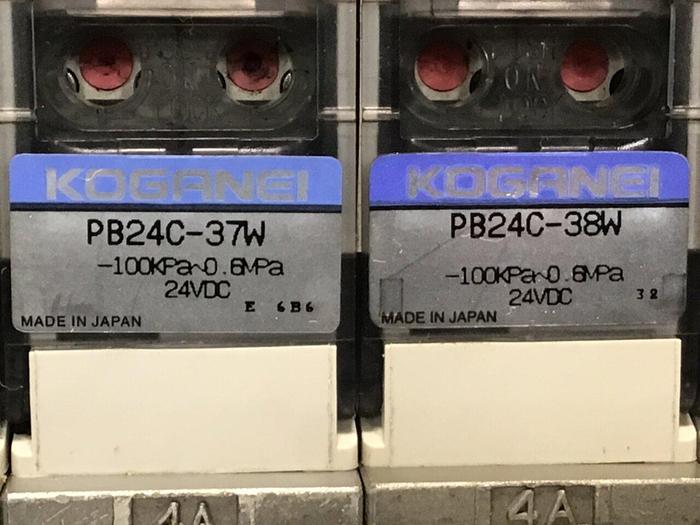 KOGANEI
PB24C-37W
-100KPa~0.6MPa
24VDC
E 6B6
MADE IN JAPAN
4A
ON
KOGANEI
PB24C-38W
-100KPa~0.6MPa
24VDC
32
MADE IN JAPAN
4A